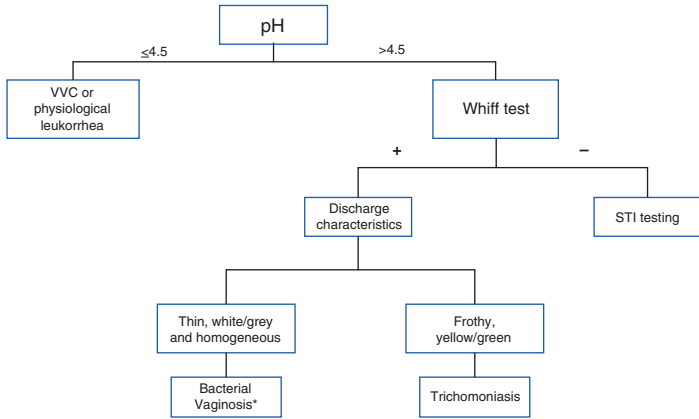 pH
≤4.5
>4.5
VVC or
physiological
leukorrhea
Whiff test
+
–
Discharge
characteristics
STI testing
Thin, white/grey
and homogeneous
Frothy,
yellow/green
Bacterial
Vaginosis*
Trichomoniasis